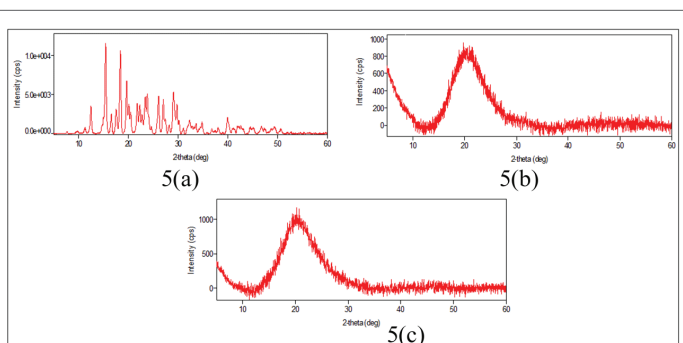 Intensity (cps)
1.0e+004
5.0e+003
0.0e+000
10 20 30 40 50 60
2-theta (deg)
5(a)
Intensity (cps)
1000
800
600
400
200
0
10 20 30 40 50 60
2-theta (deg)
5(b)
Intensity (cps)
1000
500
0
10 20 30 40 50 60
2-theta (deg)
5(c)